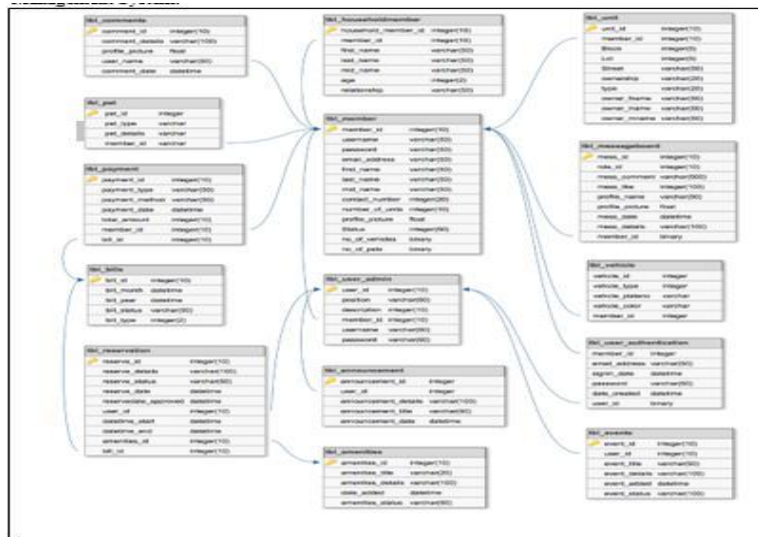 Management System
tbl_comments
comment_id integer(10)
comment_details varchar(100)
profile_picture float
user_name varchar(50)
comment_date datetime
tbl_pet
pet_id integer
pet_type varchar
pet_details varchar
member_id varchar
tbl_payment
payment_id integer(10)
payment_type varchar(50)
payment_method varchar(50)
payment_date datetime
total_amount integer(10)
member_id integer(10)
bill_id integer(10)
tbl_bills
bill_id integer(10)
bill_month datetime
bill_year datetime
bill_status varchar(50)
bill_type integer(2)
tbl_reservation
reserve_id integer(10)
reserve_details varchar(100)
reserve_status varchar(50)
reserve_date datetime
reservedate_approved datetime
user_id integer(10)
datetime_start datetime
datetime_end datetime
amenities_id integer(10)
bill_id integer(10)
tbl_householdmember
household_member_id integer(10)
member_id integer(10)
first_name varchar(50)
last_name varchar(50)
mid_name varchar(50)
age integer(2)
relationship varchar(50)
tbl_member
member_id integer(10)
username varchar(50)
password varchar(50)
email_address varchar(50)
first_name varchar(50)
last_name varchar(50)
mid_name varchar(50)
contact_number integer(20)
number_of_units integer(10)
profile_picture float
Status integer(50)
no_of_vehicles binary
no_of_pets binary
tbl_user_admin
user_id integer(10)
position varchar(50)
description integer(10)
member_id integer(10)
username varchar(50)
password varchar(50)
tbl_announcement
announcement_id integer
user_id integer
announcement_details varchar(100)
announcement_title varchar(50)
announcement_date datetime
tbl_amenities
amenities_id integer(10)
amenities_title varchar(20)
amenities_details varchar(100)
date_added datetime
amenities_status varchar(50)
tbl_unit
unit_id integer(10)
member_id integer(10)
Block integer(5)
Lot integer(5)
Street varchar(50)
ownership varchar(20)
type varchar(20)
owner_fname varchar(50)
owner_lname varchar(50)
owner_mname varchar(50)
tbl_messageboard
mess_id integer(10)
role_id integer(10)
mess_comment varchar(500)
mess_like integer(100)
profile_name varchar(50)
profile_picture float
mess_date datetime
mess_details varchar(100)
member_id binary
tbl_vehicle
vehicle_id integer
vehicle_type integer
vehicle_plateno varchar
vehicle_color varchar
member_id integer
tbl_user_authentication
member_id integer
email_address varchar(50)
signin_date datetime
password varchar(50)
date_created datetime
user_id binary
tbl_events
event_id integer(10)
user_id integer(10)
event_title varchar(50)
event_details varchar(100)
event_added datetime
event_status varchar(100)